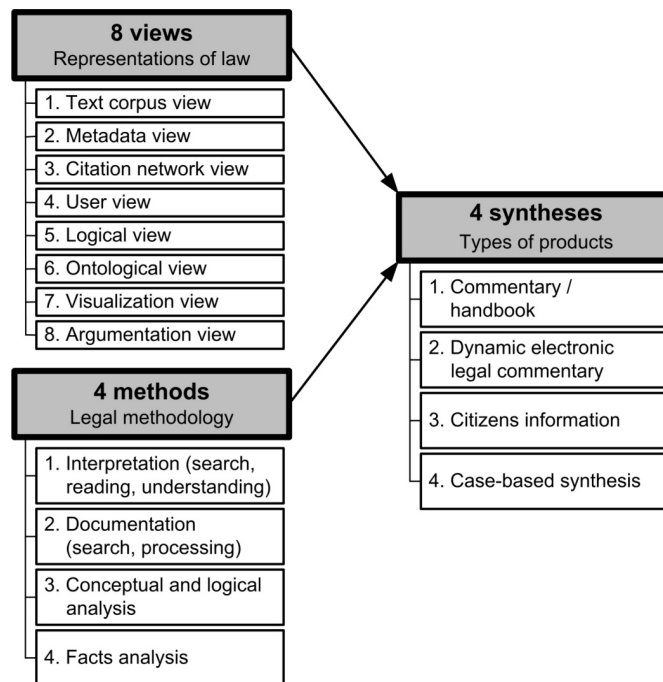 8 views
Representations of law
1. Text corpus view
2. Metadata view
3. Citation network view
4. User view
5. Logical view
6. Ontological view
7. Visualization view
8. Argumentation view
4 methods
Legal methodology
1. Interpretation (search,
reading, understanding)
2. Documentation
(search, processing)
3. Conceptual and logical
analysis
4. Facts analysis
4 syntheses
Types of products
1. Commentary /
handbook
2. Dynamic electronic
legal commentary
3. Citizens information
4. Case-based synthesis